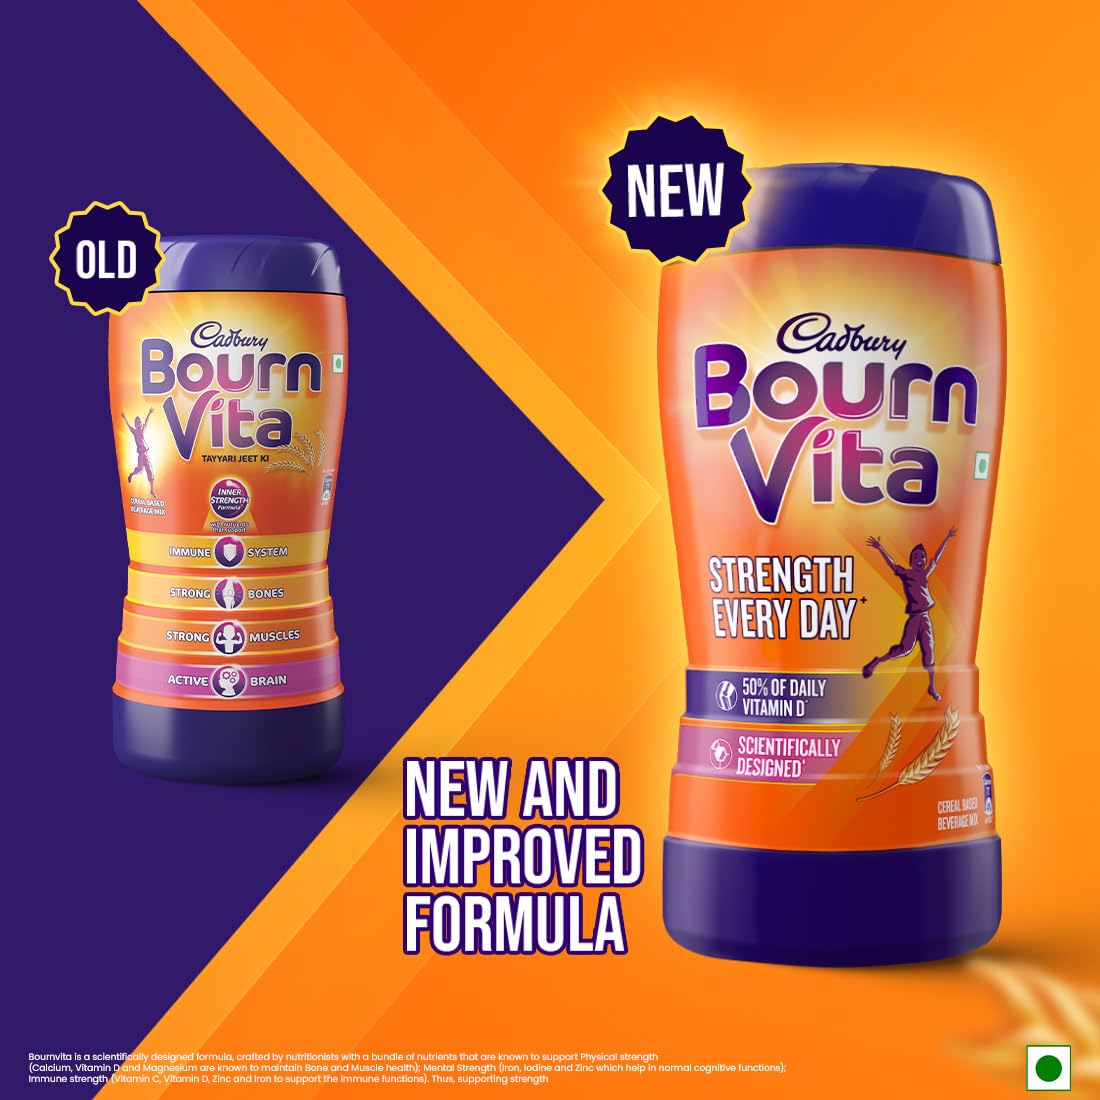 OLD
Cadbury
Bourn
Vita
TAYYARI JEET KI
CEREAL BASED
BEVERAGE MIX
INNER
STRENGTH
Formula
with nutrients
that support
IMMUNE SYSTEM
STRONG BONES
STRONG MUSCLES
ACTIVE BRAIN
NEW
Cadbury
Bourn
Vita
STRENGTH
EVERY DAY+
50% OF DAILY
VITAMIN D*
SCIENTIFICALLY
DESIGNED
CEREAL BASED
BEVERAGE MIX
NEW AND
IMPROVED
FORMULA
Bournvita is a scientifically designed formula, crafted by nutritionists with a bundle of nutrients that are known to support Physical strength
(Calcium, Vitamin D and Magnesium are known to maintain Bone and Muscle health); Mental Strength (Iron, Iodine and Zinc which help in normal cognitive functions);
Immune strength (Vitamin C, Vitamin D, Zinc and Iron to support the immune functions). Thus, supporting strength